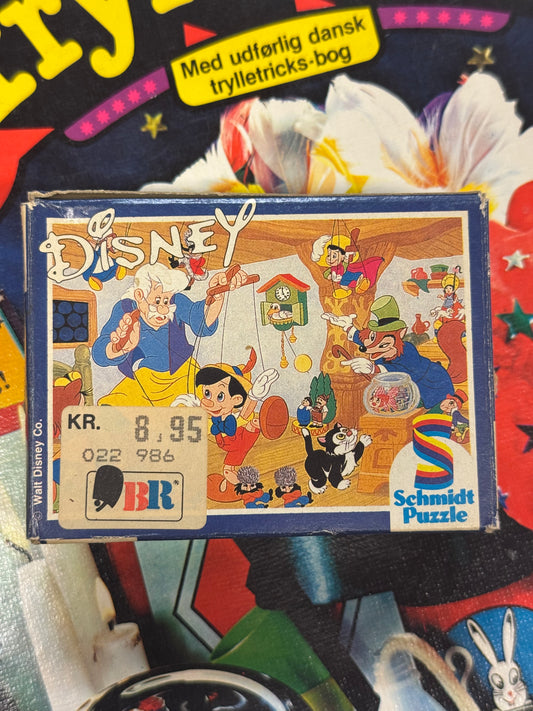 Med udførlig dansk
trylletricks-bog
DiSNEY
KR. 8,95
022 986
BR®
© Walt Disney Co.
S
Schmidt
Puzzle